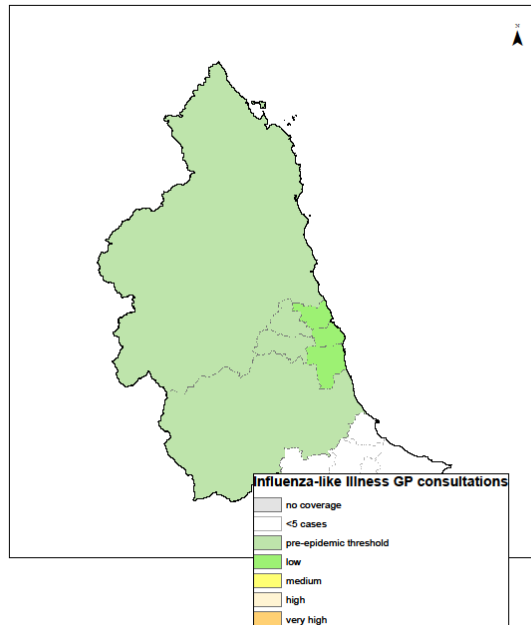 Influenza-like Illness GP consultations
no coverage
<5 cases
pre-epidemic threshold
low
medium
high
very high